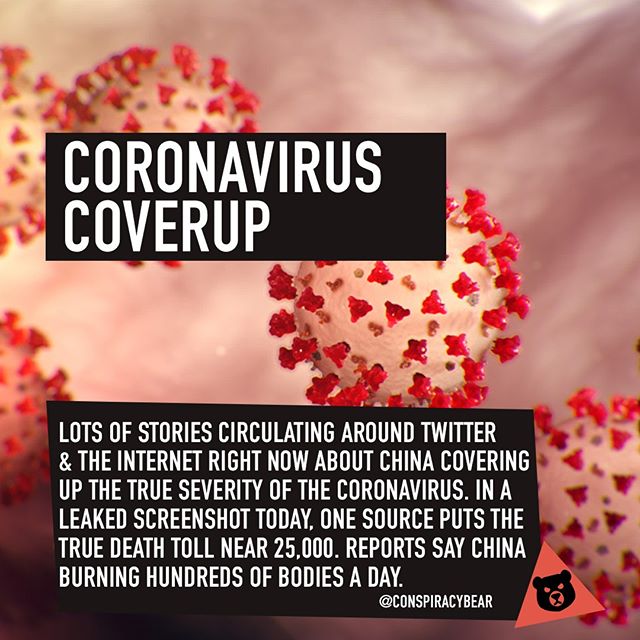 CORONAVIRUS
COVERUP
LOTS OF STORIES CIRCULATING AROUND TWITTER
& THE INTERNET RIGHT NOW ABOUT CHINA COVERING
UP THE TRUE SEVERITY OF THE CORONAVIRUS. IN A
LEAKED SCREENSHOT TODAY, ONE SOURCE PUTS THE
TRUE DEATH TOLL NEAR 25,000. REPORTS SAY CHINA
BURNING HUNDREDS OF BODIES A DAY.
@CONSPIRACYBEAR